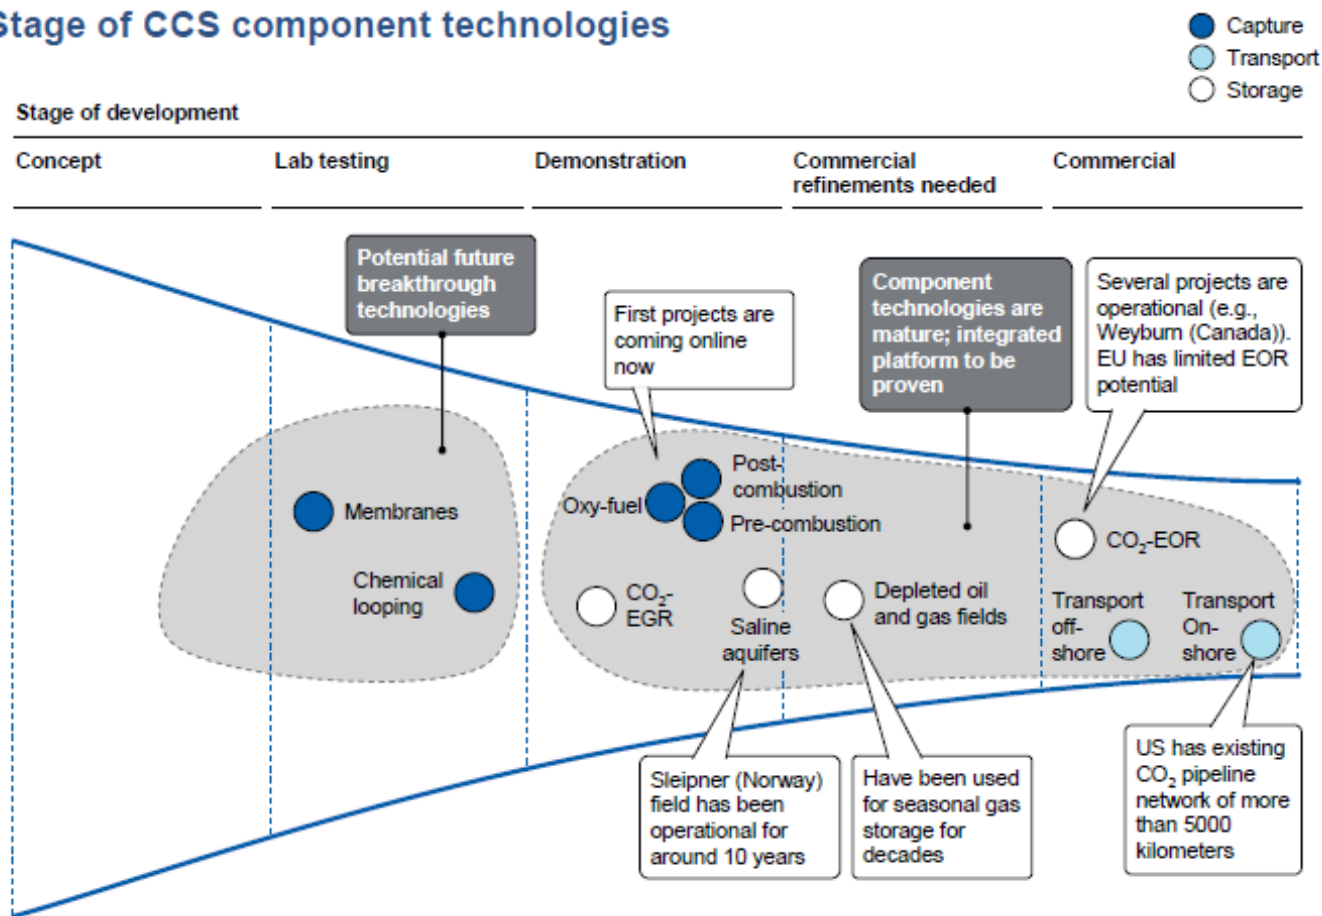 Stage of CCS component technologies
Capture
Transport
Storage
Stage of development
Concept
Lab testing
Demonstration
Commercial
refinements needed
Commercial
Potential future
breakthrough
technologies
First projects are
coming online
now
Component
technologies are
mature; integrated
platform to be
proven
Several projects are
operational (e.g.,
Weyburn (Canada)).
EU has limited EOR
potential
Membranes
Chemical
looping
Oxy-fuel
Post-
combustion
Pre-combustion
CO₂-
EGR
Saline
aquifers
Depleted oil
and gas fields
CO₂-EOR
Transport
off-
shore
Transport
On-
shore
Sleipner (Norway)
field has been
operational for
around 10 years
Have been used
for seasonal gas
storage for
decades
US has existing
CO₂ pipeline
network of more
than 5000
kilometers